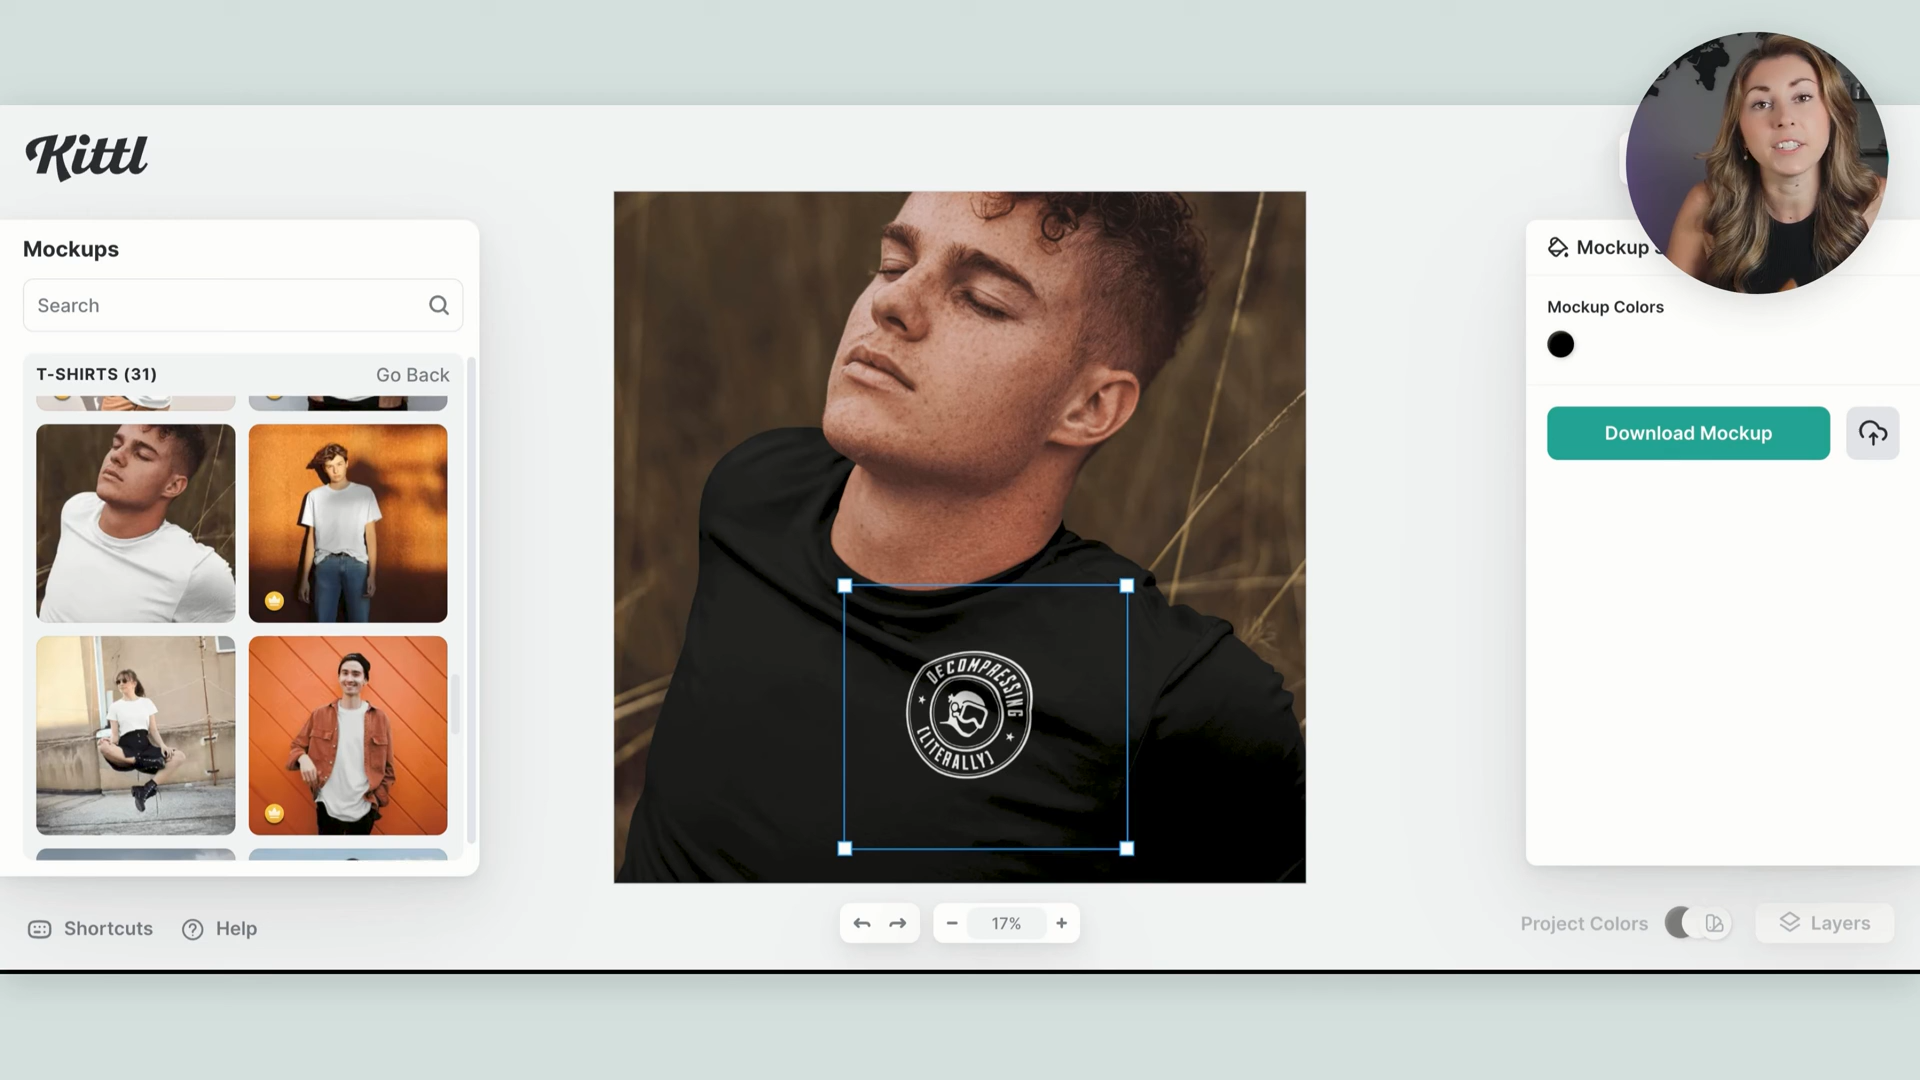 Kittl
Mockups
Search
T-SHIRTS (31)
Go Back
DECOMPRESSING
[LITERALLY]
Mockup
Mockup Colors
Download Mockup
Shortcuts
Help
17%
Project Colors
Layers